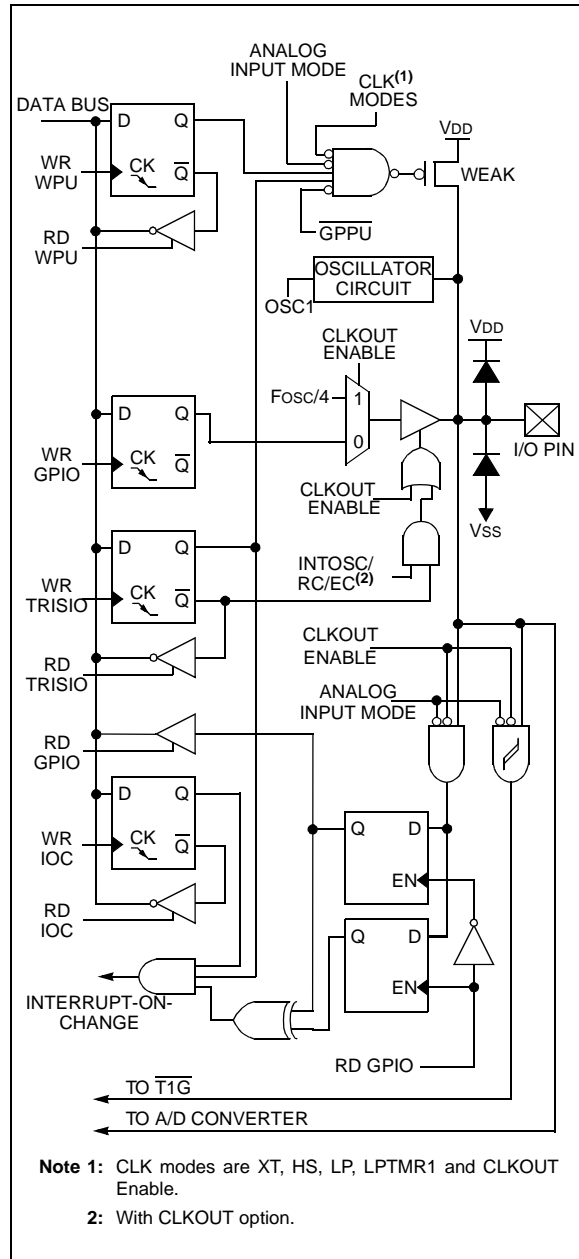 ANALOG
INPUT MODE
CLK(1)
MODES
DATA BUS
D Q
VDD
WR
WPU
CK Q
WEAK
RD
WPU
GPPU
OSCILLATOR
CIRCUIT
OSC1
CLKOUT
ENABLE
VDD
FOSC/4
1
D Q
0
I/O PIN
WR
GPIO
CK Q
CLKOUT
ENABLE
VSS
D Q
INTOSC/
RC/EC(2)
WR
TRISIO
CK Q
CLKOUT
ENABLE
RD
TRISIO
ANALOG
INPUT MODE
RD
GPIO
D Q
Q D
WR
IOC
CK Q
EN
RD
IOC
Q D
INTERRUPT-ON-
CHANGE
EN
RD GPIO
TO T1G
TO A/D CONVERTER
Note 1: CLK modes are XT, HS, LP, LPTMR1 and CLKOUT
Enable.
2: With CLKOUT option.